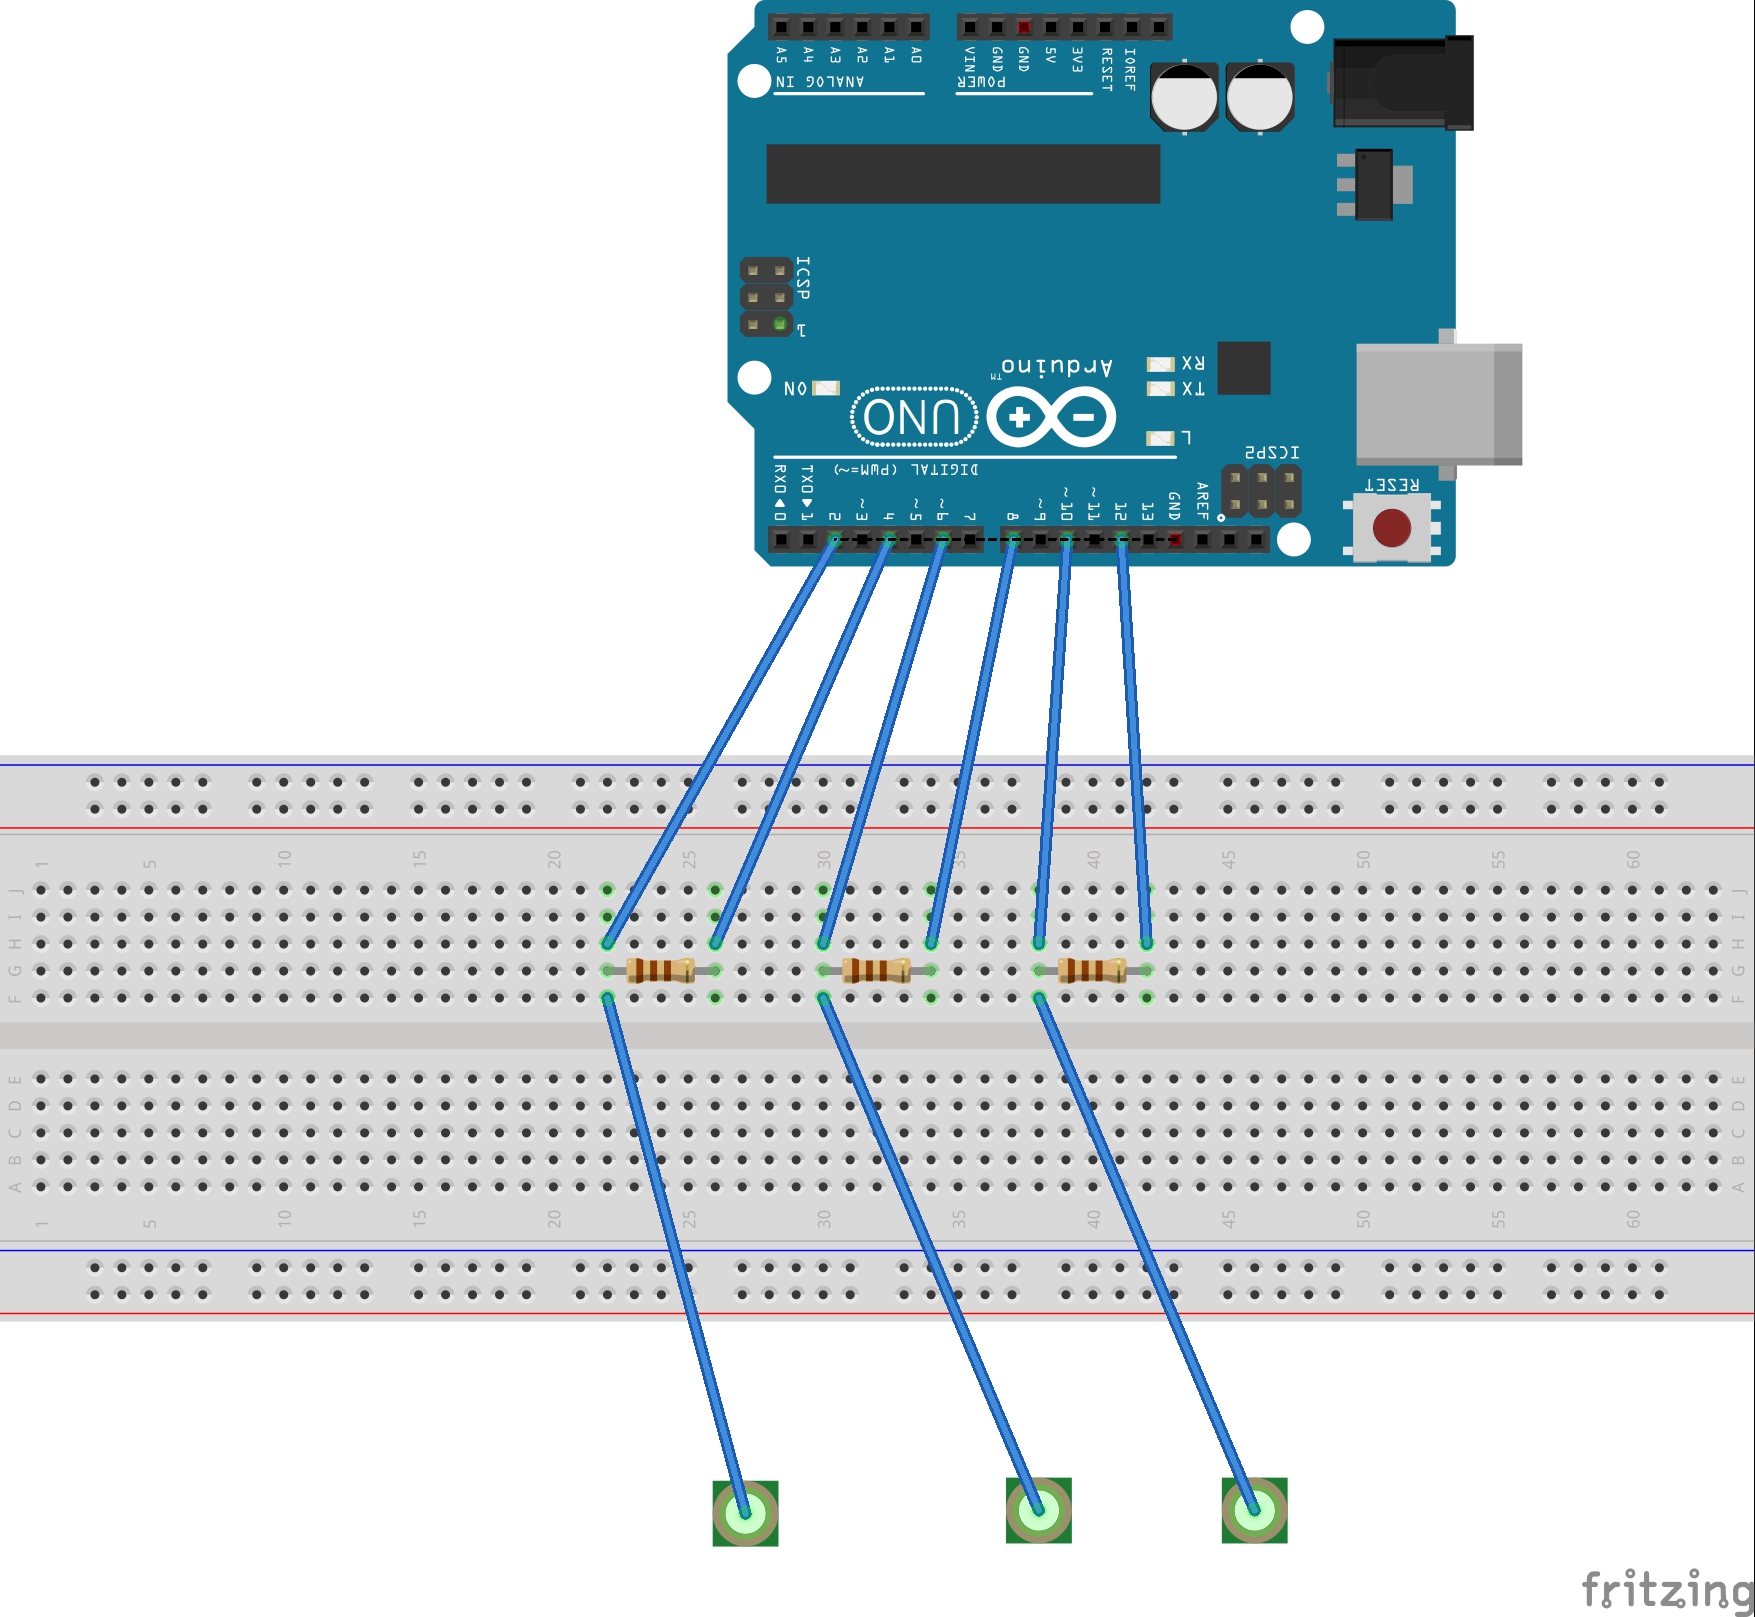 A5 A4 A3 A2 A1 A0
VIN GND GND 5V 3V3 RESET IOREF
ANALOG IN
POWER
ICSP
1
Arduino
TM
RX
ON
TX
UNO
L
ICSP2
DIGITAL (PWM=~)
RESET
RX0 TX0 GND AREF
0 1 2 ~3 4 ~5 ~6 7 8 ~9 ~10 ~11 12 13
1 5 10 15 20 25 30 35 40 45 50 55 60
J J
I I
H H
G G
F F
E E
D D
C C
B B
A A
1 5 10 15 20 25 30 35 40 45 50 55 60
fritzing